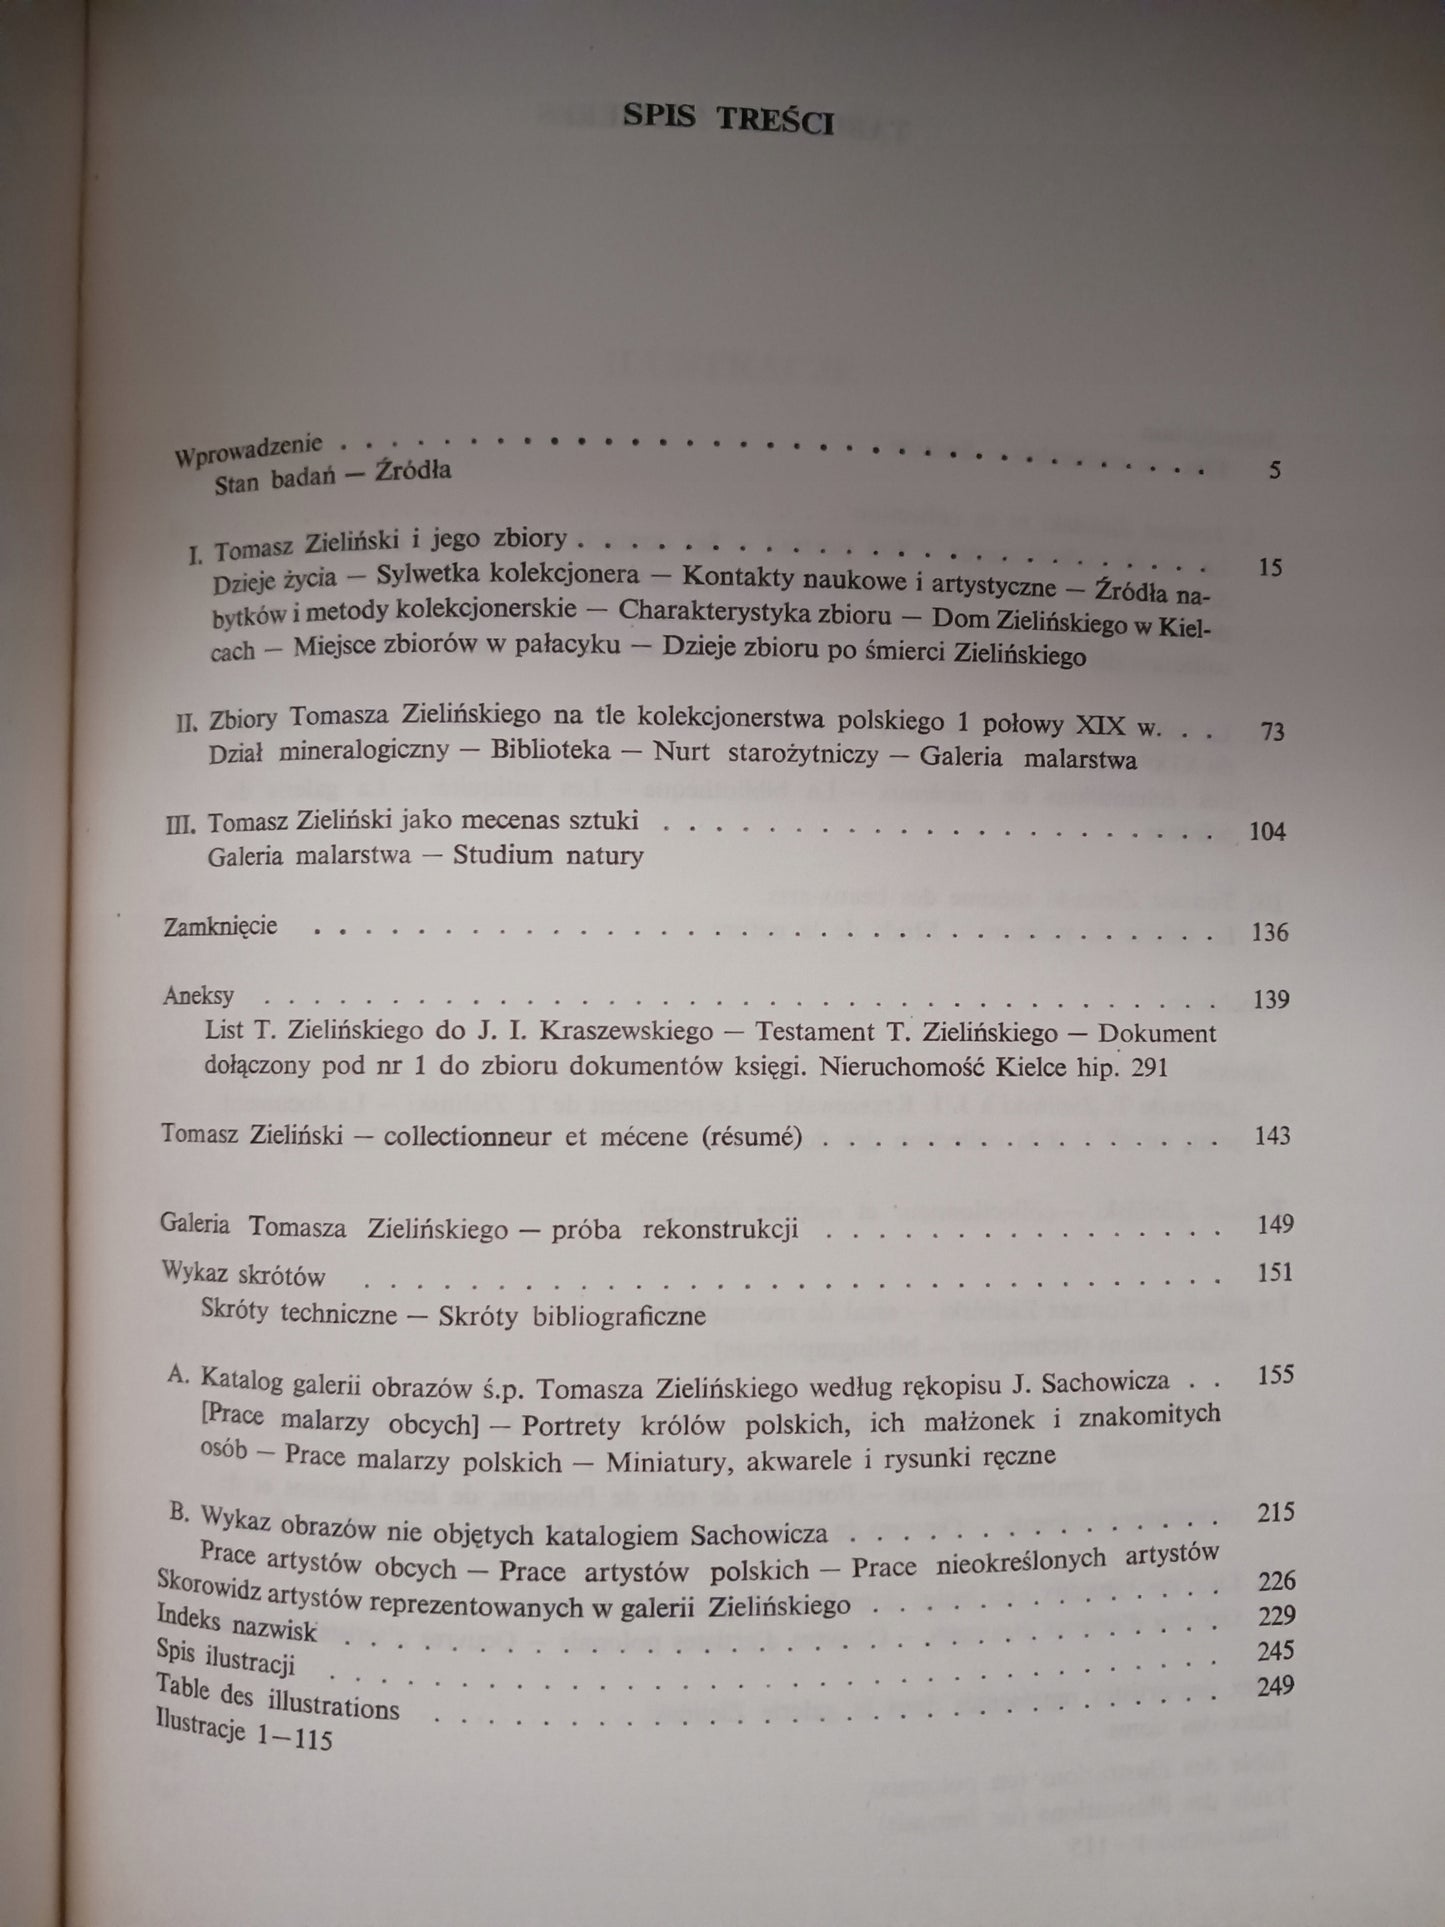 SPIS TREŚCI
Wprowadzenie . . . . . . . . . . . . . . . . . . . . . . . . . . . . . . . . . . 5
Stan badań — Źródła
I. Tomasz Zieliński i jego zbiory . . . . . . . . . . . . . . . . . . . . . . . . . 15
Dzieje życia — Sylwetka kolekcjonera — Kontakty naukowe i artystyczne — Źródła na-
bytków i metody kolekcjonerskie — Charakterystyka zbioru — Dom Zielińskiego w Kiel-
cach — Miejsce zbiorów w pałacyku — Dzieje zbioru po śmierci Zielińskiego
II. Zbiory Tomasza Zielińskiego na tle kolekcjonerstwa polskiego 1 połowy XIX w. . . 73
Dział mineralogiczny — Biblioteka — Nurt starożytniczy — Galeria malarstwa
III. Tomasz Zieliński jako mecenas sztuki . . . . . . . . . . . . . . . . . . . . . . 104
Galeria malarstwa — Studium natury
Zamknięcie . . . . . . . . . . . . . . . . . . . . . . . . . . . . . . . . . . . 136
Aneksy . . . . . . . . . . . . . . . . . . . . . . . . . . . . . . . . . . . . . 139
List T. Zielińskiego do J. I. Kraszewskiego — Testament T. Zielińskiego — Dokument
dołączony pod nr 1 do zbioru dokumentów księgi. Nieruchomość Kielce hip. 291
Tomasz Zieliński — collectionneur et mécene (résumé) . . . . . . . . . . . . . . . . 143
Galeria Tomasza Zielińskiego — próba rekonstrukcji . . . . . . . . . . . . . . . . 149
Wykaz skrótów . . . . . . . . . . . . . . . . . . . . . . . . . . . . . . . . . 151
Skróty techniczne — Skróty bibliograficzne
A. Katalog galerii obrazów ś.p. Tomasza Zielińskiego według rękopisu J. Sachowicza . . 155
[Prace malarzy obcych] — Portrety królów polskich, ich małżonek i znakomitych
osób — Prace malarzy polskich — Miniatury, akwarele i rysunki ręczne
B. Wykaz obrazów nie objętych katalogiem Sachowicza . . . . . . . . . . . . . . . 215
Prace artystów obcych — Prace artystów polskich — Prace nieokreślonych artystów
Skorowidz artystów reprezentowanych w galerii Zielińskiego . . . . . . . . . . . . . . 226
Indeks nazwisk . . . . . . . . . . . . . . . . . . . . . . . . . . . . . . . . . . 229
Spis ilustracji . . . . . . . . . . . . . . . . . . . . . . . . . . . . . . . . . . 245
Table des illustrations . . . . . . . . . . . . . . . . . . . . . . . . . . . . . . 249
Ilustracje 1—115